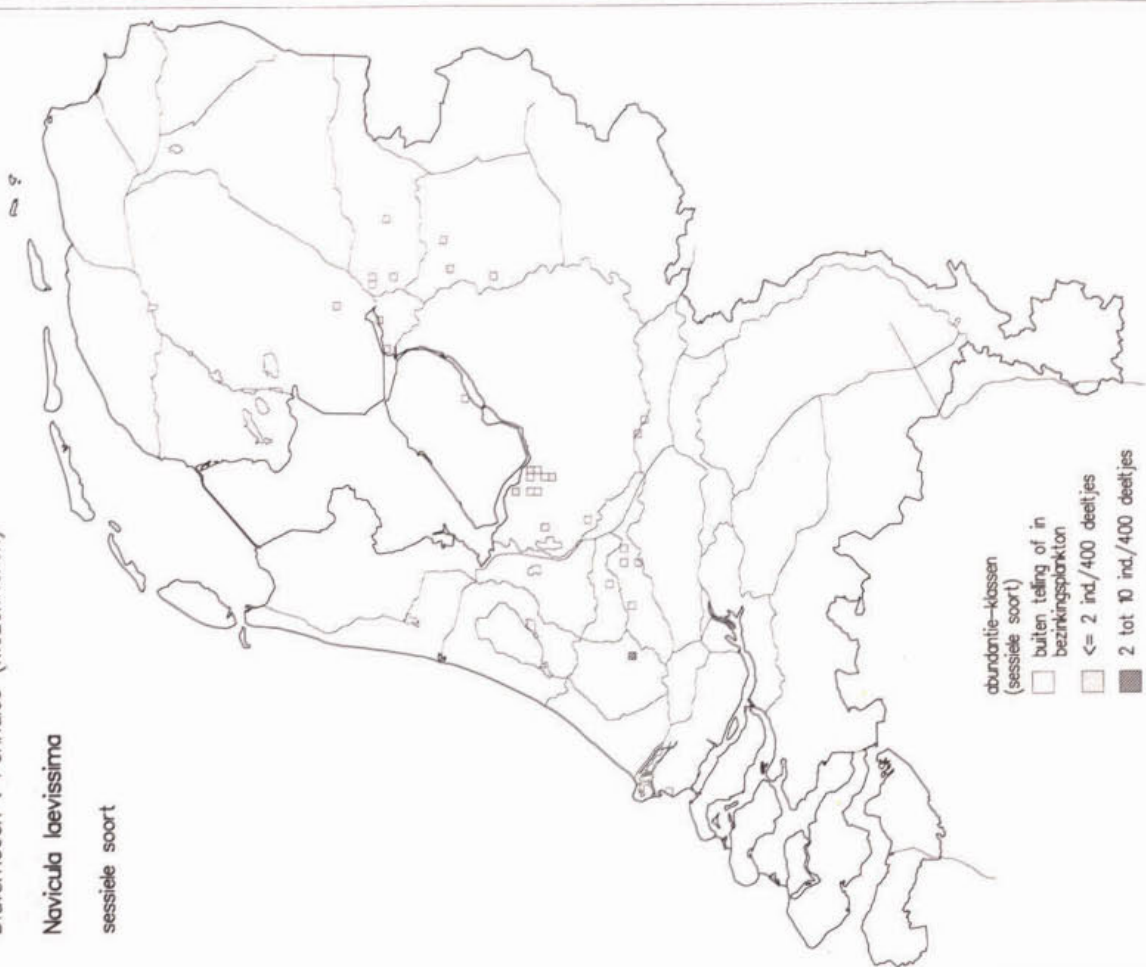 Navicula laevissima
sessiele soort
abundantie-klassen
(sessiele soort)
buiten telling of in
bezinkingsplankton
<= 2 ind./400 deeltjes
2 tot 10 ind./400 deeltjes